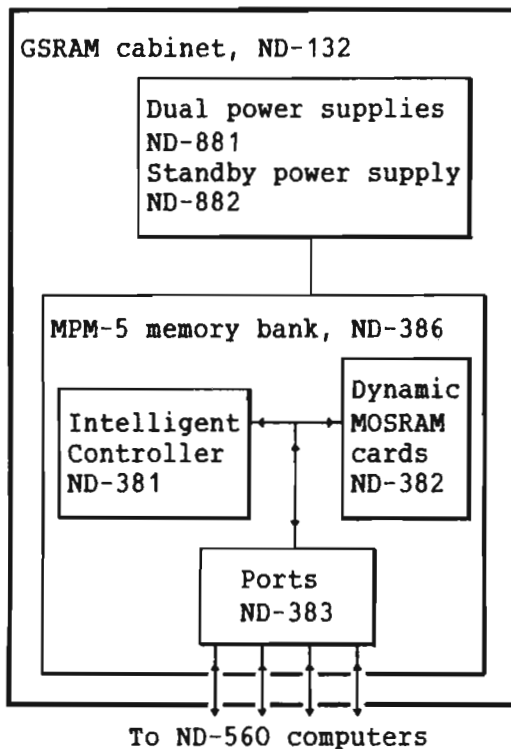 GSRAM cabinet, ND-132
Dual power supplies
ND-881
Standby power supply
ND-882
MPM-5 memory bank, ND-386
Intelligent
Controller
ND-381
Dynamic
MOSRAM
cards
ND-382
Ports
ND-383
To ND-560 computers